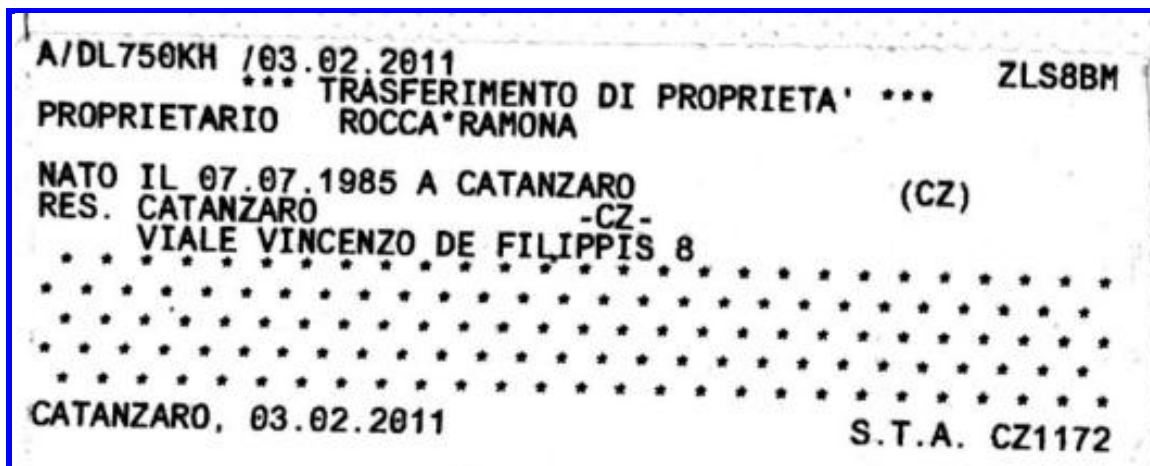 A/DL750KH /03.02.2011 ZLS8BM
*** TRASFERIMENTO DI PROPRIETA' ***
PROPRIETARIO ROCCA*RAMONA
NATO IL 07.07.1985 A CATANZARO (CZ)
RES. CATANZARO -CZ-
VIALE VINCENZO DE FILIPPIS 8
* * * * * * * * * * * * * * * * * * * * * * * * * * *
* * * * * * * * * * * * * * * * * * * * * * * * * * *
* * * * * * * * * * * * * * * * * * * * * * * * * * *
* * * * * * * * * * * * * * * * * * * * * * * * * * *
* * * * * * * * * * * * * * * * * * * * * * * * * * *
CATANZARO, 03.02.2011 S.T.A. CZ1172